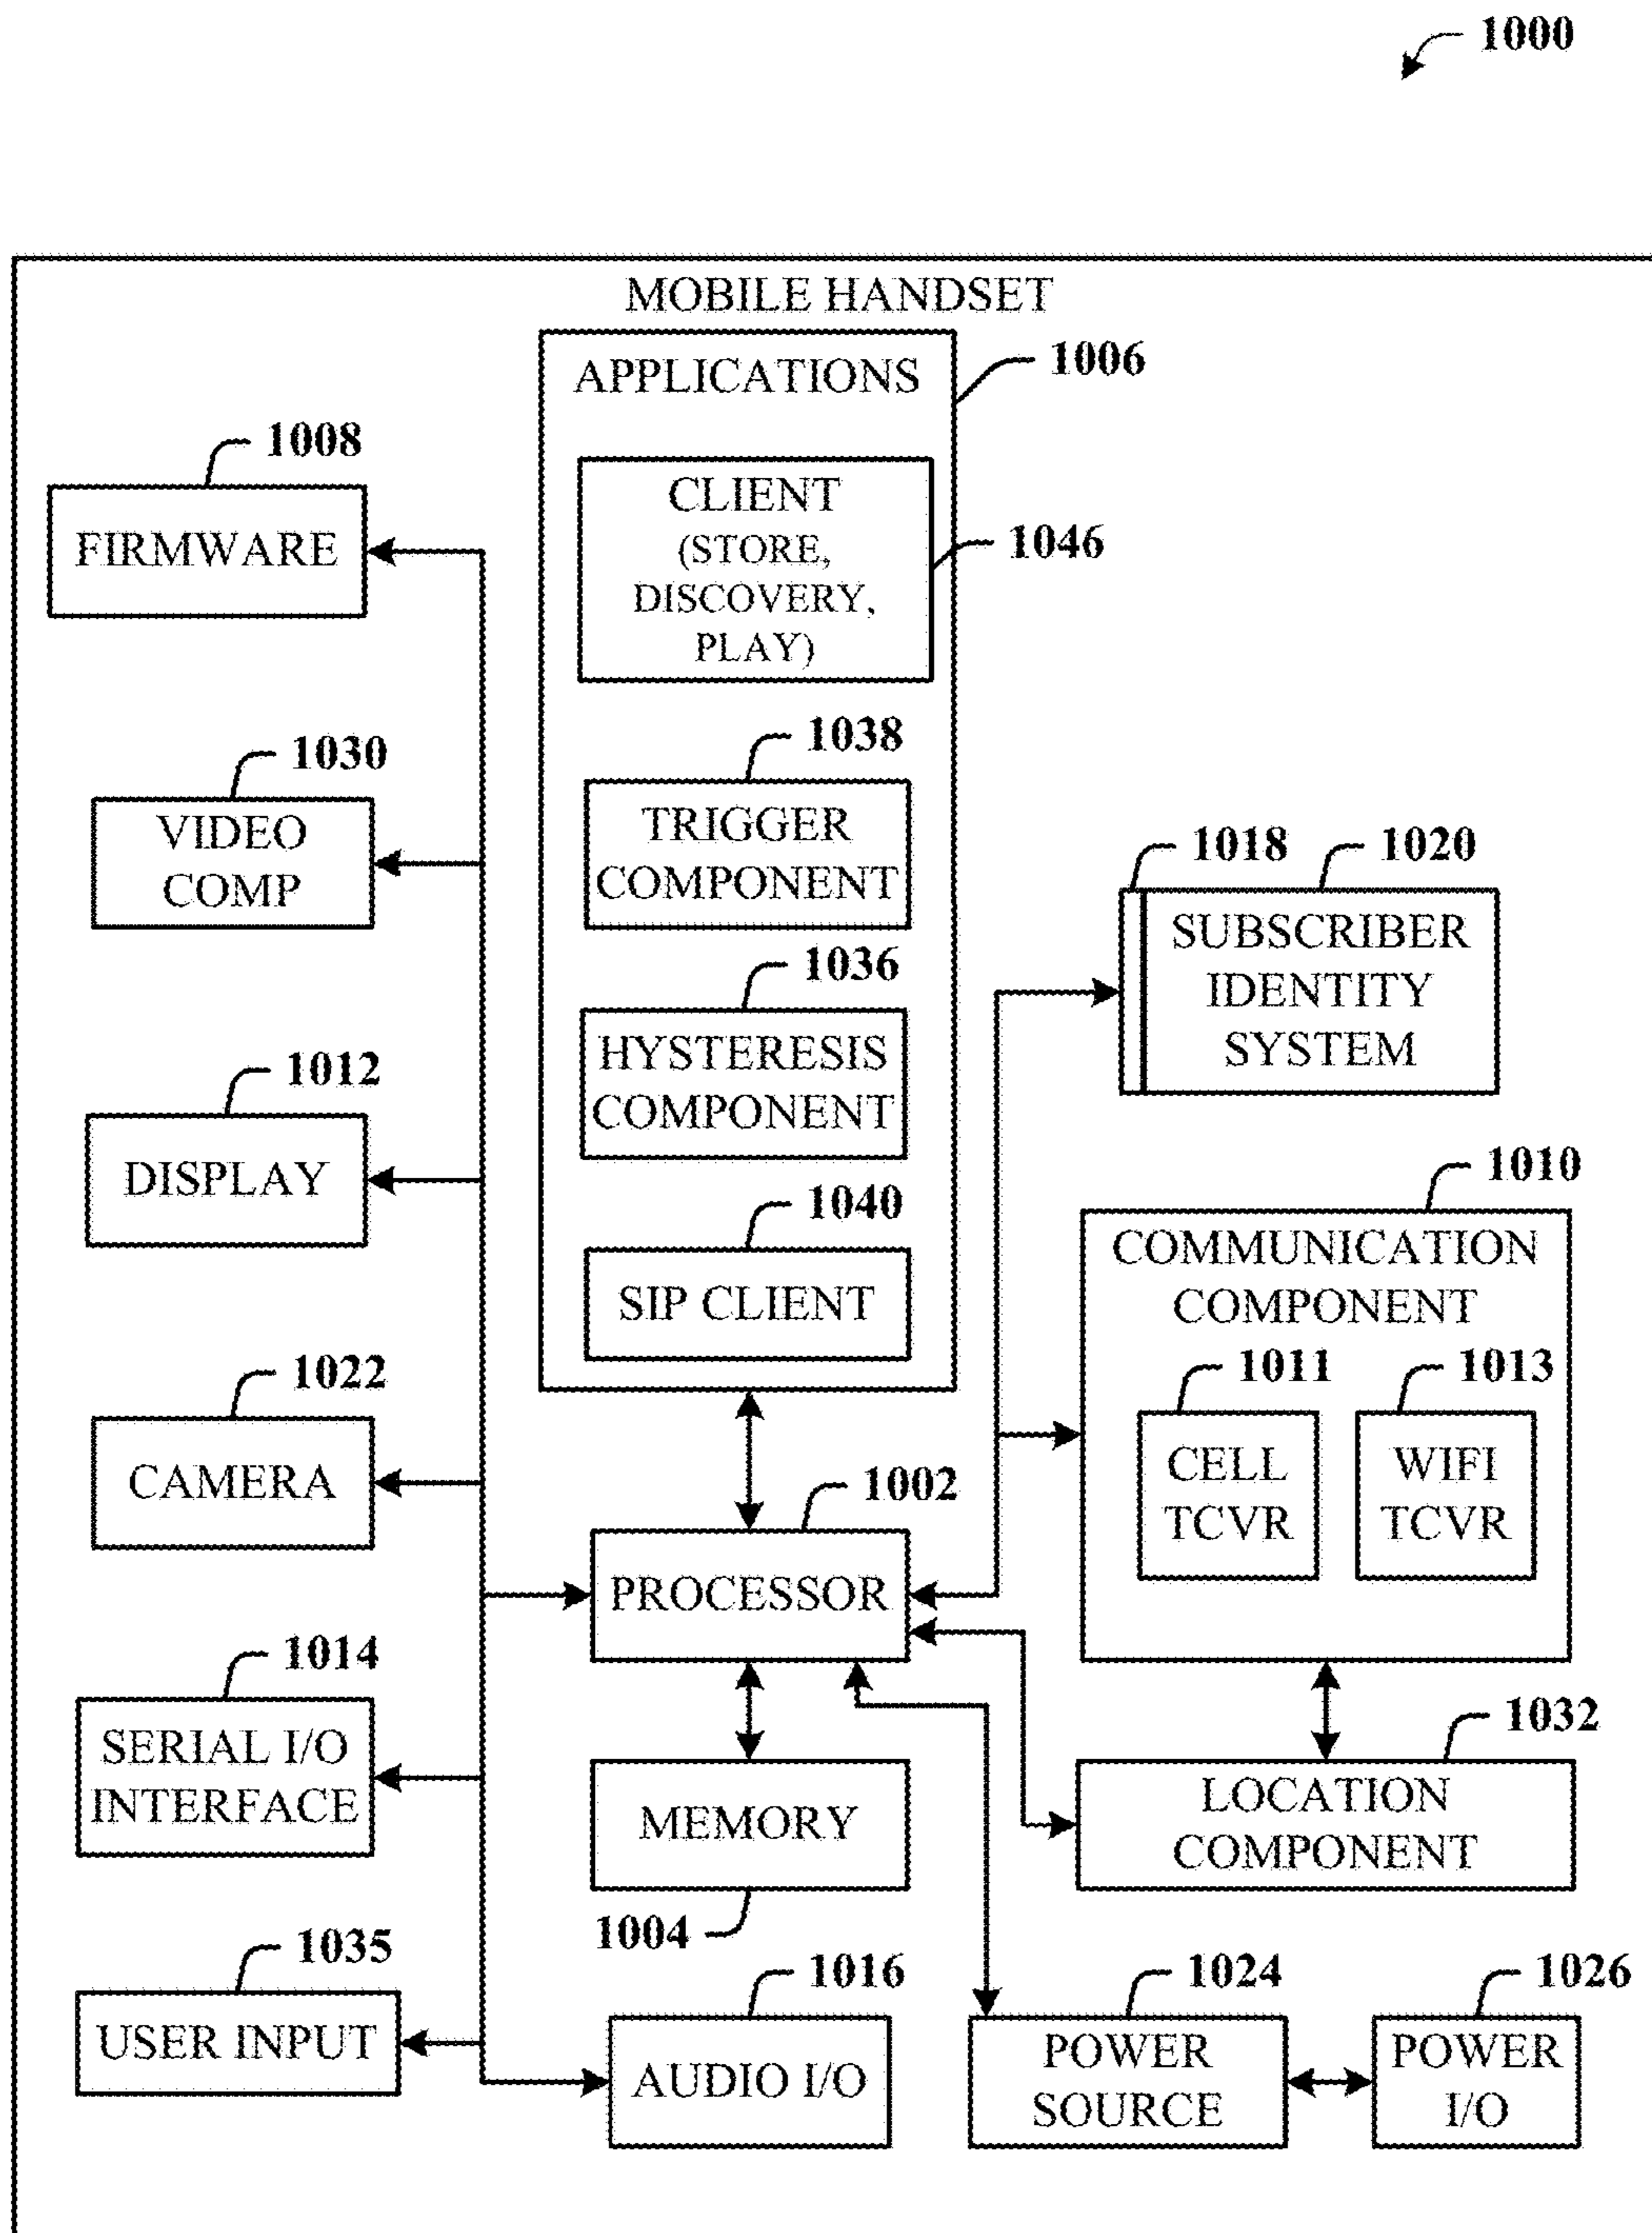 1000
MOBILE HANDSET
APPLICATIONS
1006
CLIENT
(STORE,
DISCOVERY,
PLAY)
1046
1038
TRIGGER
COMPONENT
1036
HYSTERESIS
COMPONENT
1040
SIP CLIENT
1008
FIRMWARE
1030
VIDEO
COMP
1012
DISPLAY
1022
CAMERA
1014
SERIAL I/O
INTERFACE
1035
USER INPUT
1002
PROCESSOR
MEMORY
1004
1016
AUDIO I/O
1018
1020
SUBSCRIBER
IDENTITY
SYSTEM
1010
COMMUNICATION
COMPONENT
1011
CELL
TCVR
1013
WIFI
TCVR
1032
LOCATION
COMPONENT
1024
POWER
SOURCE
1026
POWER
I/O